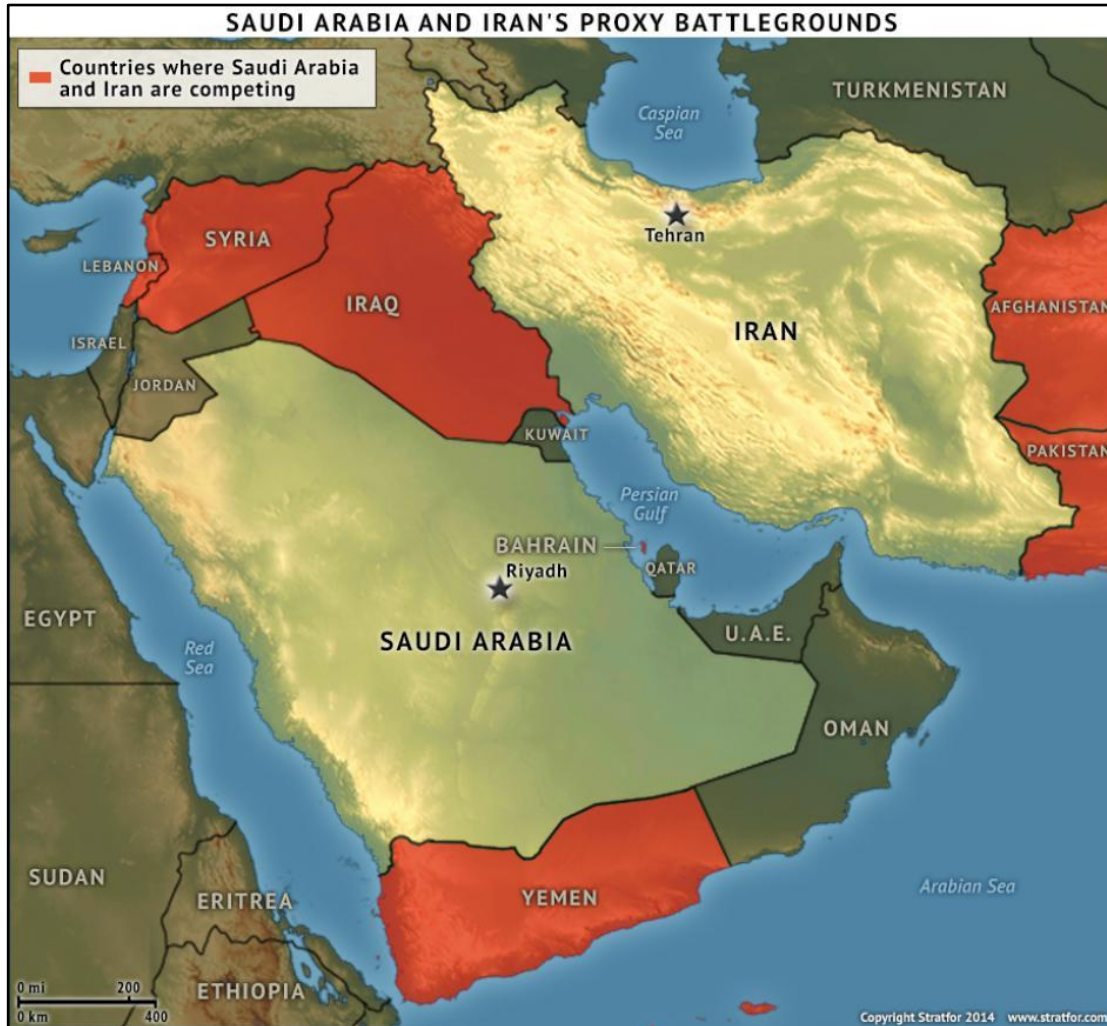 SAUDI ARABIA AND IRAN'S PROXY BATTLEGROUNDS
Countries where Saudi Arabia
and Iran are competing
TURKMENISTAN
Caspian
Sea
Tehran
SYRIA
LEBANON
IRAQ
IRAN
AFGHANISTAN
ISRAEL
JORDAN
KUWAIT
PAKISTAN
Persian
Gulf
BAHRAIN
QATAR
Riyadh
EGYPT
Red
Sea
SAUDI ARABIA
U.A.E.
OMAN
SUDAN
ERITREA
YEMEN
Arabian Sea
ETHIOPIA
0 mi 200
0 km 400
Copyright Stratfor 2014 www.stratfor.com